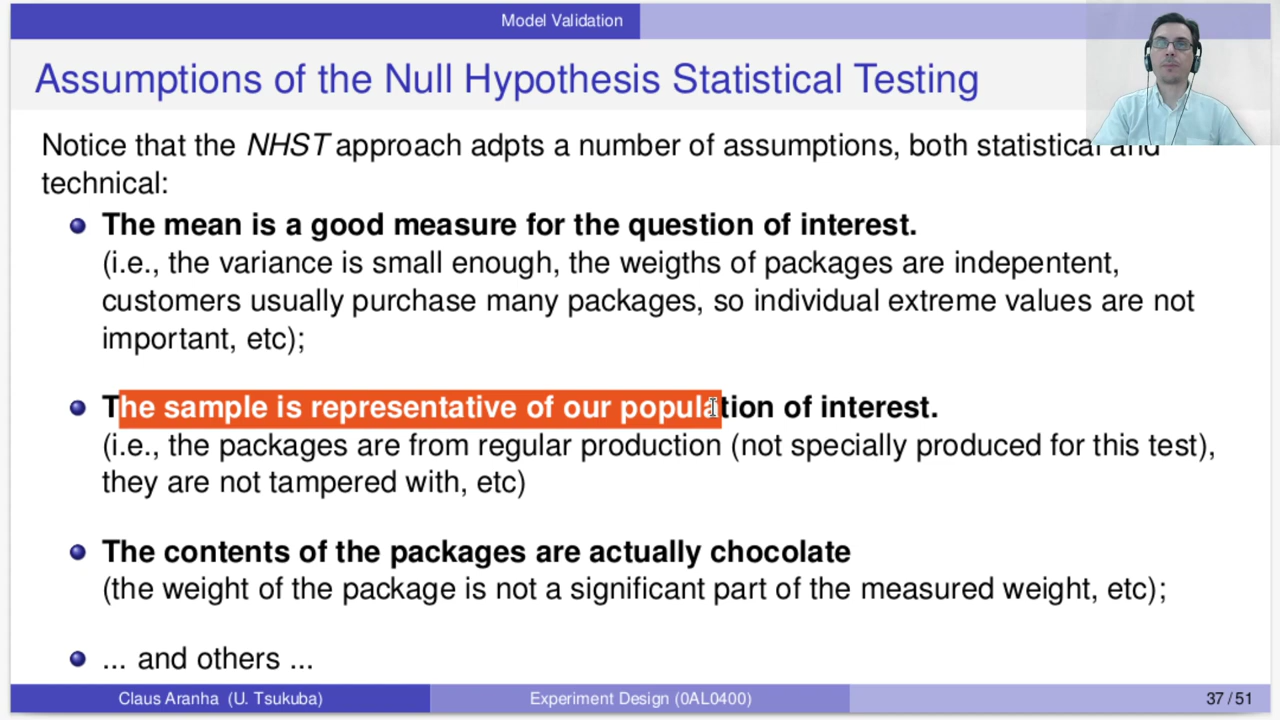 Model Validation
Assumptions of the Null Hypothesis Statistical Testing
Notice that the NHST approach adpts a number of assumptions, both statistical and
technical:
The mean is a good measure for the question of interest.
(i.e., the variance is small enough, the weigths of packages are indepentent,
customers usually purchase many packages, so individual extreme values are not
important, etc);
The sample is representative of our population of interest.
(i.e., the packages are from regular production (not specially produced for this test),
they are not tampered with, etc)
The contents of the packages are actually chocolate
(the weight of the package is not a significant part of the measured weight, etc);
... and others ...
Claus Aranha (U. Tsukuba)
Experiment Design (0AL0400)
37 / 51